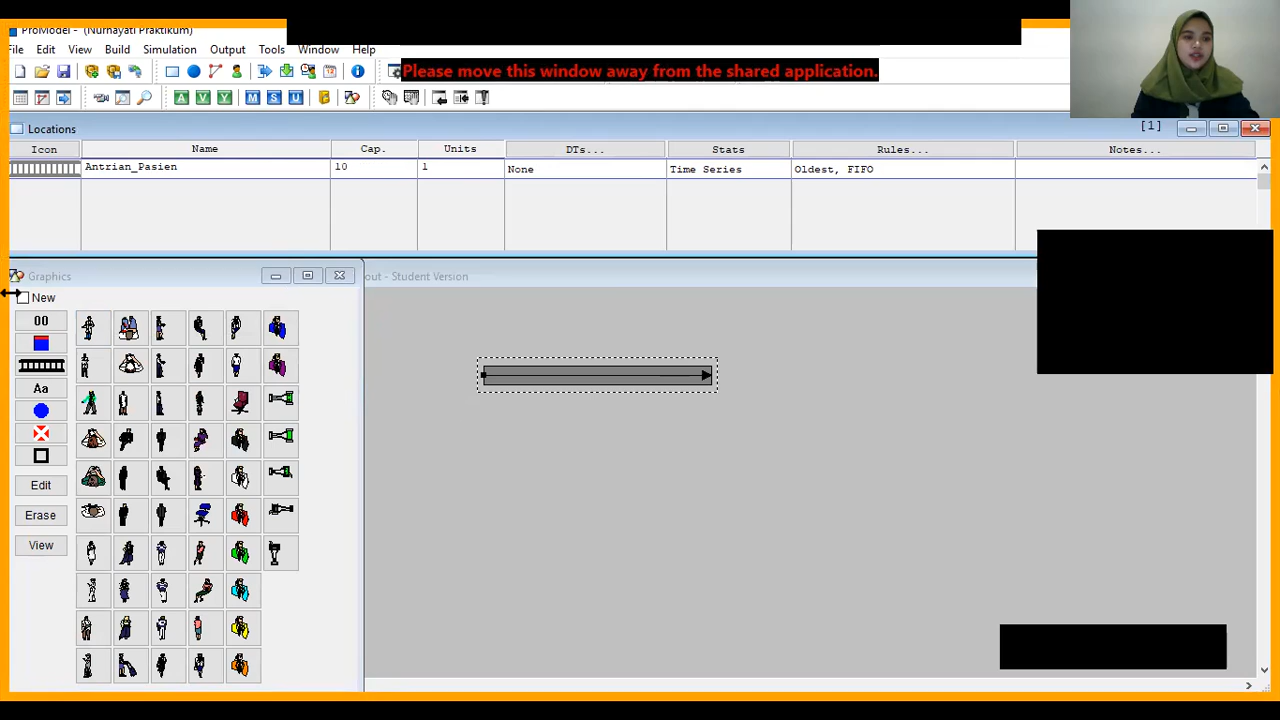 ProModel - (Nurhayati Praktikum)
File Edit View Build Simulation Output Tools Window Help
Please move this window away from the shared application.
A V Y M S U
[1]
Locations
Icon Name Cap. Units DTs... Stats Rules... Notes...
Antrian_Pasien 10 1 None Time Series Oldest, FIFO
Graphics
out - Student Version
New
00
Aa
Edit
Erase
View